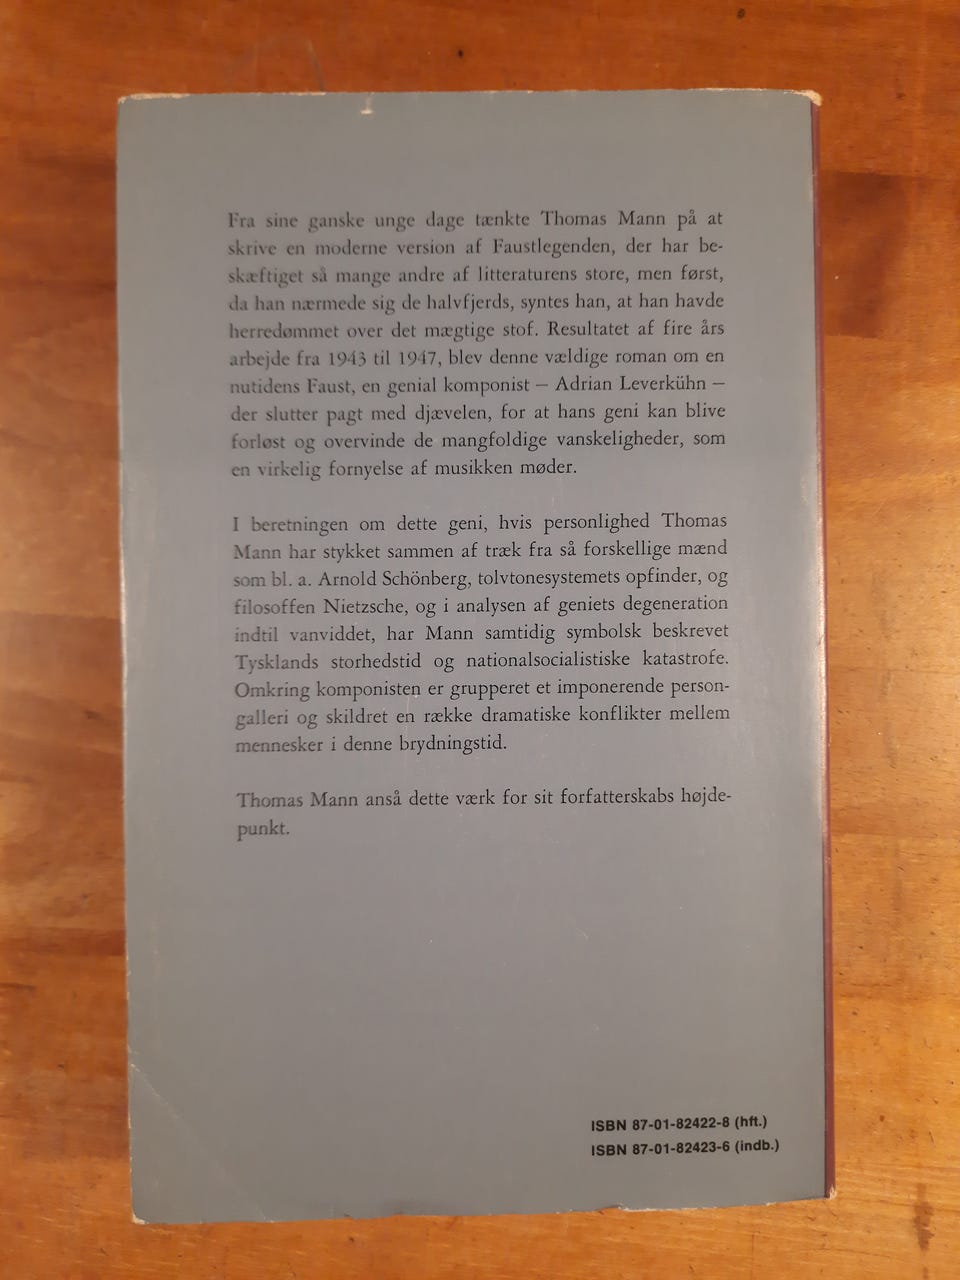 Fra sine ganske unge dage tænkte Thomas Mann på at
skrive en moderne version af Faustlegenden, der har be-
skæftiget så mange andre af litteraturens store, men først,
da han nærmede sig de halvfjerds, syntes han, at han havde
herredømmet over det mægtige stof. Resultatet af fire års
arbejde fra 1943 til 1947, blev denne vældige roman om en
nutidens Faust, en genial komponist – Adrian Leverkühn –
der slutter pagt med djævelen, for at hans geni kan blive
forløst og overvinde de mangfoldige vanskeligheder, som
en virkelig fornyelse af musikken møder.
I beretningen om dette geni, hvis personlighed Thomas
Mann har stykket sammen af træk fra så forskellige mænd
som bl. a. Arnold Schönberg, tolvtonesystemets opfinder, og
filosoffen Nietzsche, og i analysen af geniets degeneration
indtil vanviddet, har Mann samtidig symbolsk beskrevet
Tysklands storhedstid og nationalsocialistiske katastrofe.
Omkring komponisten er grupperet et imponerende person-
galleri og skildret en række dramatiske konflikter mellem
mennesker i denne brydningstid.
Thomas Mann anså dette værk for sit forfatterskabs højde-
punkt.
ISBN 87-01-82422-8 (hft.)
ISBN 87-01-82423-6 (indb.)